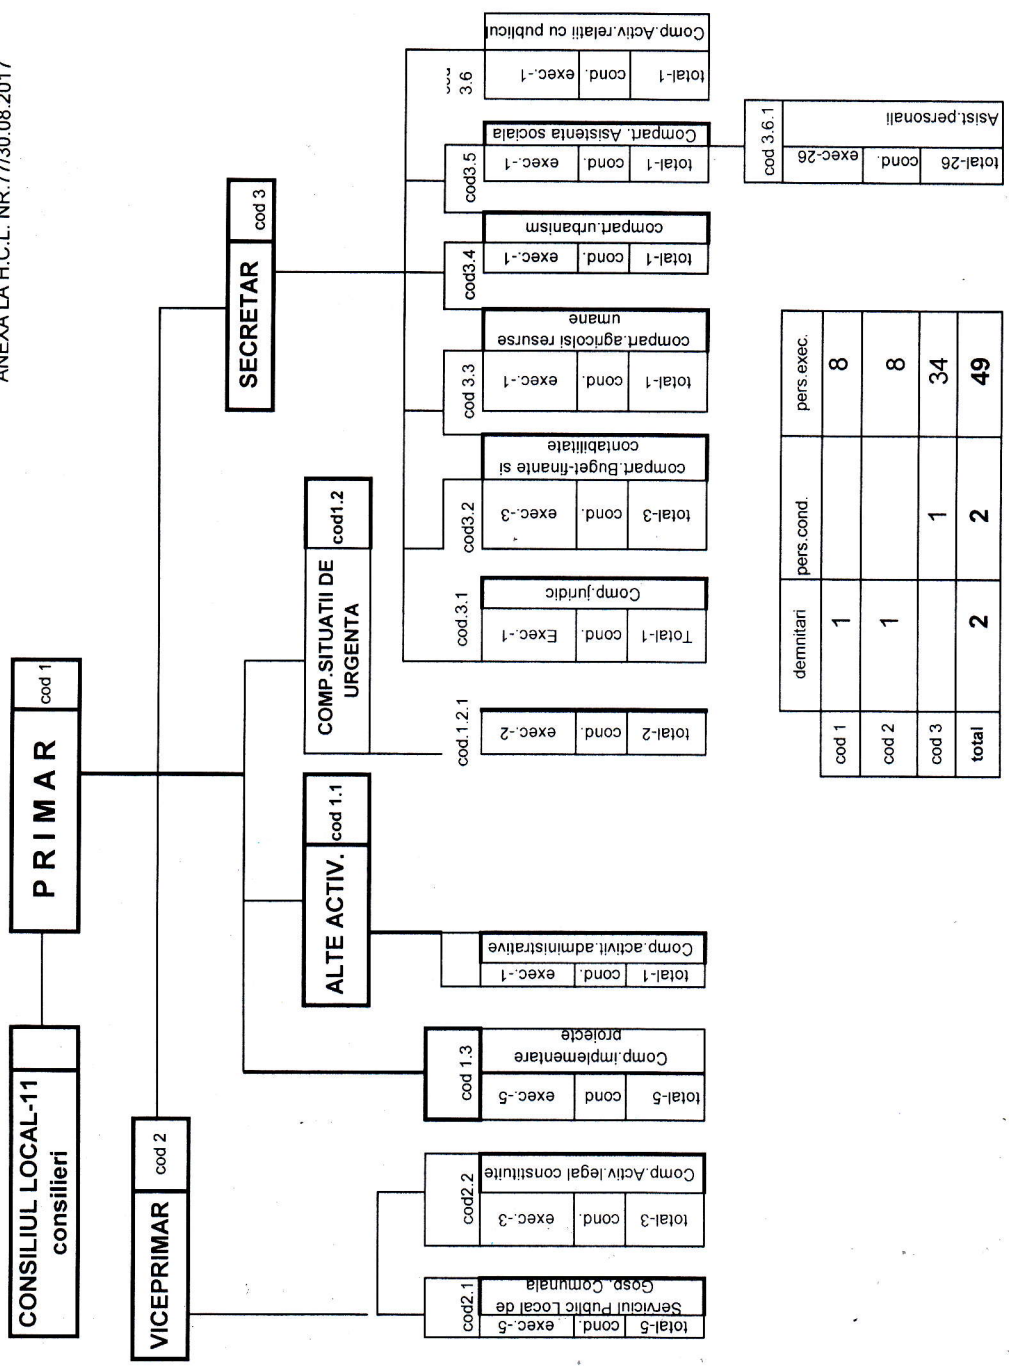 ANEXA LA H.C.L. NR.77/30.08.2017
CONSILIUL LOCAL-11
consilieri
PRIMAR
cod 1
VICEPRIMAR
cod 2
SECRETAR
cod 3
ALTE ACTIV.
cod 1.1
COMP.SITUATII DE
URGENTA
cod1.2
cod2.1
Serviciul Public Local de
Gosp. Comunala
exec.-5
cond.
total-5
cod2.2
Comp.Activ.legal constituite
exec.-3
cond.
total-3
cod 1.3
Comp.implementare
proiecte
exec.-5
cond
total-5
Comp.activit.administrative
exec.-1
cond.
total-1
cod.1.2.1
exec.-2
cond.
total-2
cod.3.1
Comp.juridic
Exec.-1
cond.
Total-1
cod3.2
compart.Buget-finante si
contabilitate
exec.-3
cond.
total-3
cod 3.3
compart.agricolsi resurse
umane
exec.-1
cond.
total-1
cod3.4
compart.urbanism
exec.-1
cond.
total-1
cod3.5
Compart. Asistenta sociala
exec.-1
cond.
total-1
3.6
Comp.Activ.relatii cu publicul
exec.-1
cond.
total-1
cod 3.6.1
Asist.personali
exec-26
cond.
total-26
demnitari pers.cond. pers.exec.
cod 1 1 8
cod 2 1 8
cod 3 1 34
total 2 2 49